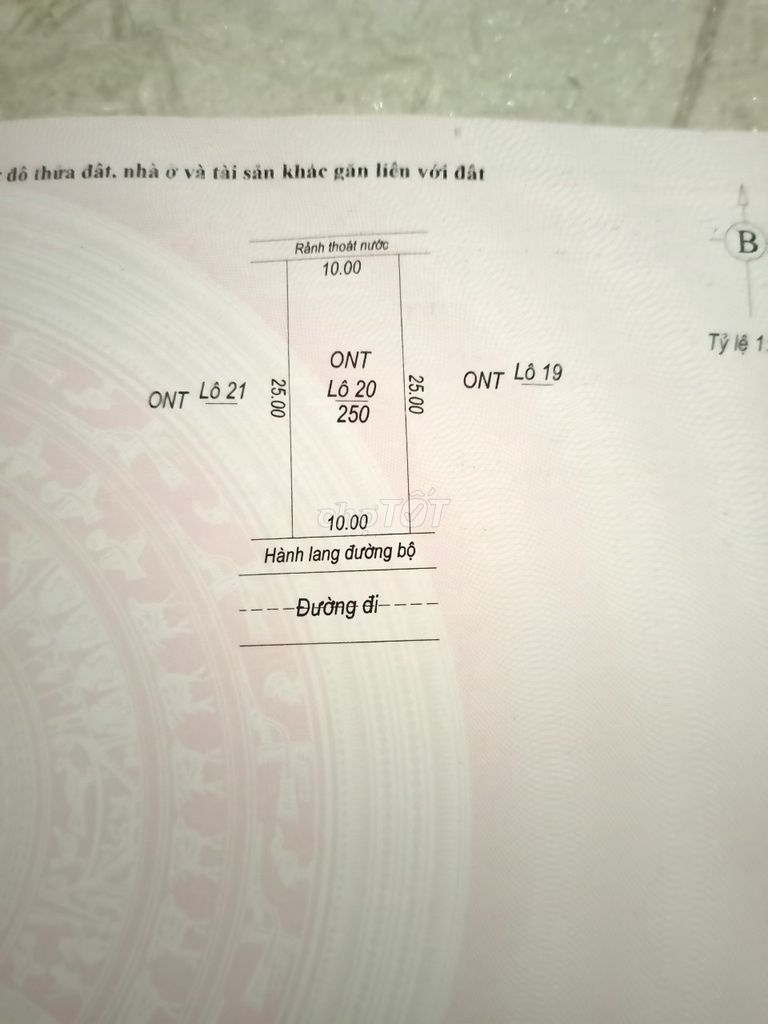 đồ thửa đất, nhà ở và tài sản khác gắn liền với đất
Rảnh thoát nước
10.00
B
Tỷ lệ 1:
ONT
Lô 20
250
25.00
25.00
ONT Lô 21
ONT Lô 19
chợTỐT
10.00
Hành lang đường bộ
Đường đi